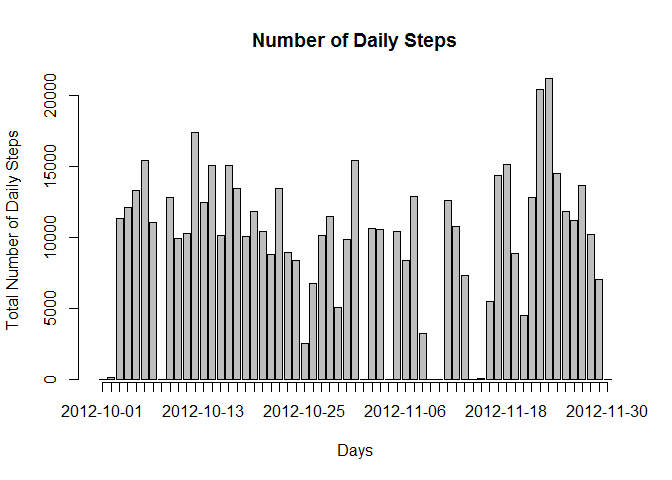 Number of Daily Steps
Total Number of Daily Steps
20000
15000
10000
5000
0
2012-10-01 2012-10-13 2012-10-25 2012-11-06 2012-11-18 2012-11-30
Days